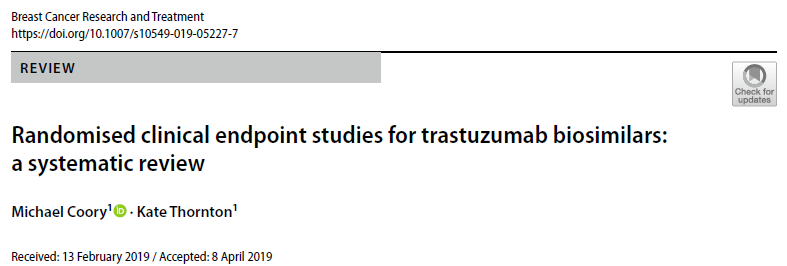 Breast Cancer Research and Treatment
https://doi.org/10.1007/s10549-019-05227-7
REVIEW
Check for
updates
Randomised clinical endpoint studies for trastuzumab biosimilars:
a systematic review
Michael Coory¹ iD · Kate Thornton¹
Received: 13 February 2019 / Accepted: 8 April 2019